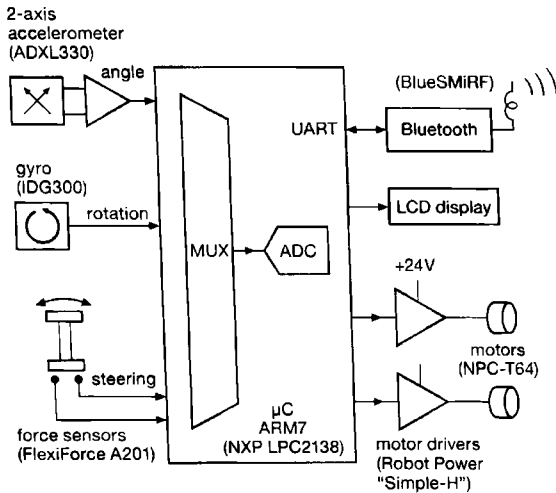 2-axis
accelerometer
(ADXL330)
angle
gyro
(IDG300)
rotation
steering
force sensors
(FlexiForce A201)
MUX
ADC
UART
µC
ARM7
(NXP LPC2138)
(BlueSMiRF)
Bluetooth
LCD display
+24V
motors
(NPC-T64)
motor drivers
(Robot Power
"Simple-H")